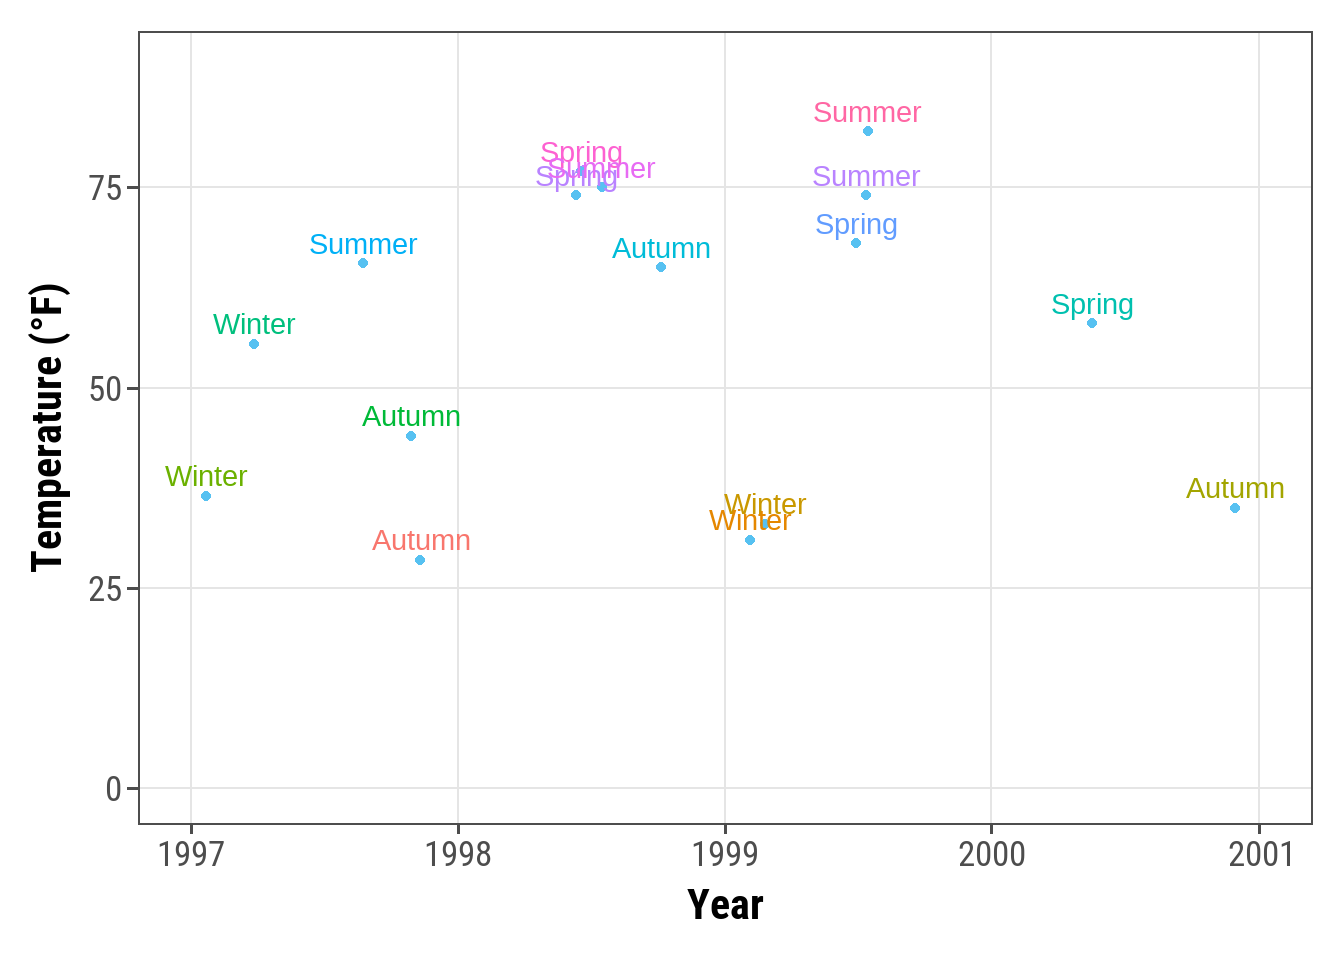 Summer
Spring
Summer
Spring
Summer
Spring
Summer
Autumn
Winter
Spring
Autumn
Winter
Winter
Winter
Autumn
Autumn
75
50
25
0
Temperature (°F)
1997 1998 1999 2000 2001
Year